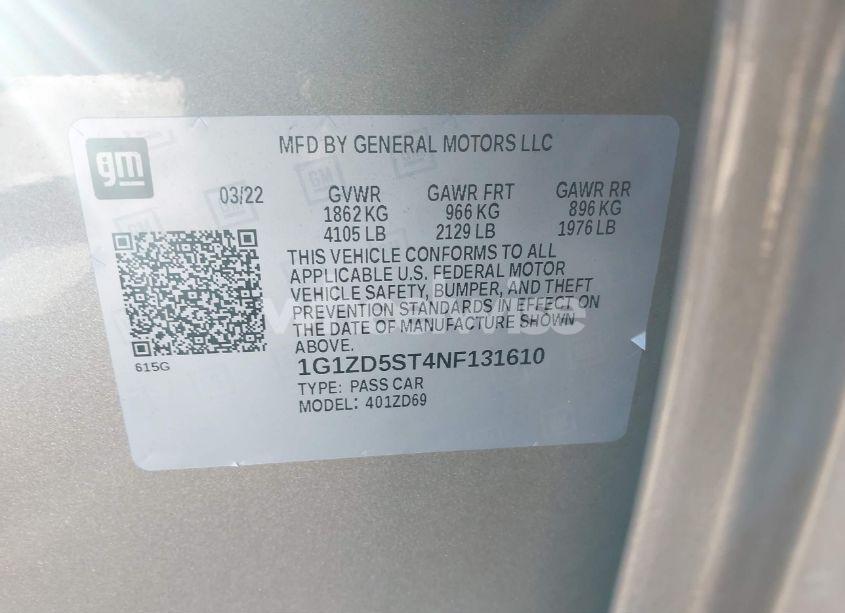 gm
MFD BY GENERAL MOTORS LLC
03/22 GVWR GAWR FRT GAWR RR
1862 KG 966 KG 896 KG
4105 LB 2129 LB 1976 LB
THIS VEHICLE CONFORMS TO ALL
APPLICABLE U.S. FEDERAL MOTOR
VEHICLE SAFETY, BUMPER, AND THEFT
PREVENTION STANDARDS IN EFFECT ON
THE DATE OF MANUFACTURE SHOWN
ABOVE.
615G
1G1ZD5ST4NF131610
TYPE: PASS CAR
MODEL: 401ZD69